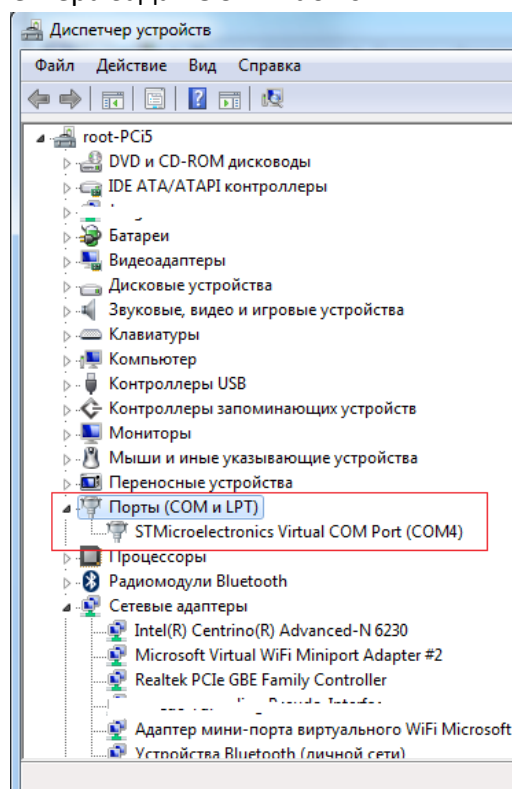 Диспетчер устройств
Файл Действие Вид Справка
root-PCi5
DVD и CD-ROM дисководы
IDE ATA/ATAPI контроллеры
Батареи
Видеоадаптеры
Дисковые устройства
Звуковые, видео и игровые устройства
Клавиатуры
Компьютер
Контроллеры USB
Контроллеры запоминающих устройств
Мониторы
Мыши и иные указывающие устройства
Переносные устройства
Порты (COM и LPT)
STMicroelectronics Virtual COM Port (COM4)
Процессоры
Радиомодули Bluetooth
Сетевые адаптеры
Intel(R) Centrino(R) Advanced-N 6230
Microsoft Virtual WiFi Miniport Adapter #2
Realtek PCIe GBE Family Controller
Адаптер мини-порта виртуального WiFi Microsoft
Устройства Bluetooth (личной сети)